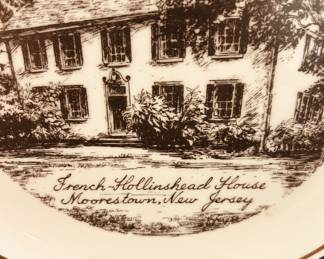 French-Hollinshead House
Moorestown, New Jersey